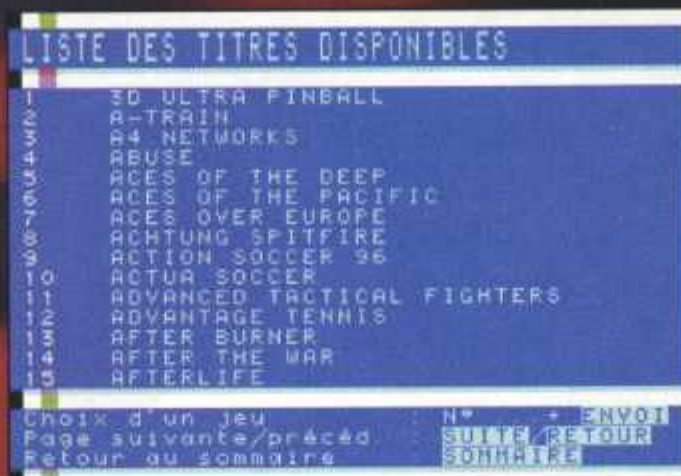 LISTE DES TITRES DISPONIBLES
1 3D ULTRA PINBALL
2 A-TRAIN
3 A4 NETWORKS
4 ABUSE
5 ACES OF THE DEEP
6 ACES OF THE PACIFIC
7 ACES OVER EUROPE
8 ACHTUNG SPITFIRE
9 ACTION SOCCER 96
10 ACTUA SOCCER
11 ADVANCED TACTICAL FIGHTERS
12 ADVANTAGE TENNIS
13 AFTER BURNER
14 AFTER THE WAR
15 AFTERLIFE
Choix d'un jeu : N° + ENVOI
Page suivante/précéd. : SUITE/RETOUR
Retour au sommaire : SOMMAIRE